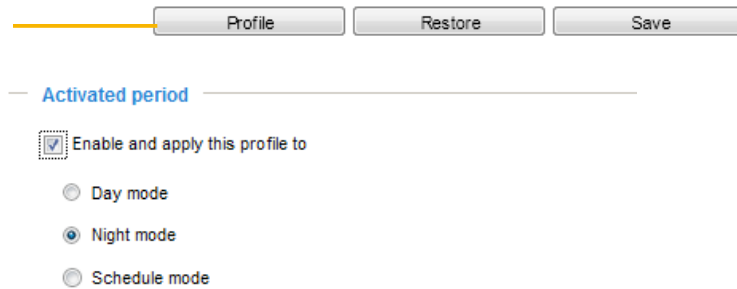 Profile Restore Save
Activated period
Enable and apply this profile to
Day mode
Night mode
Schedule mode